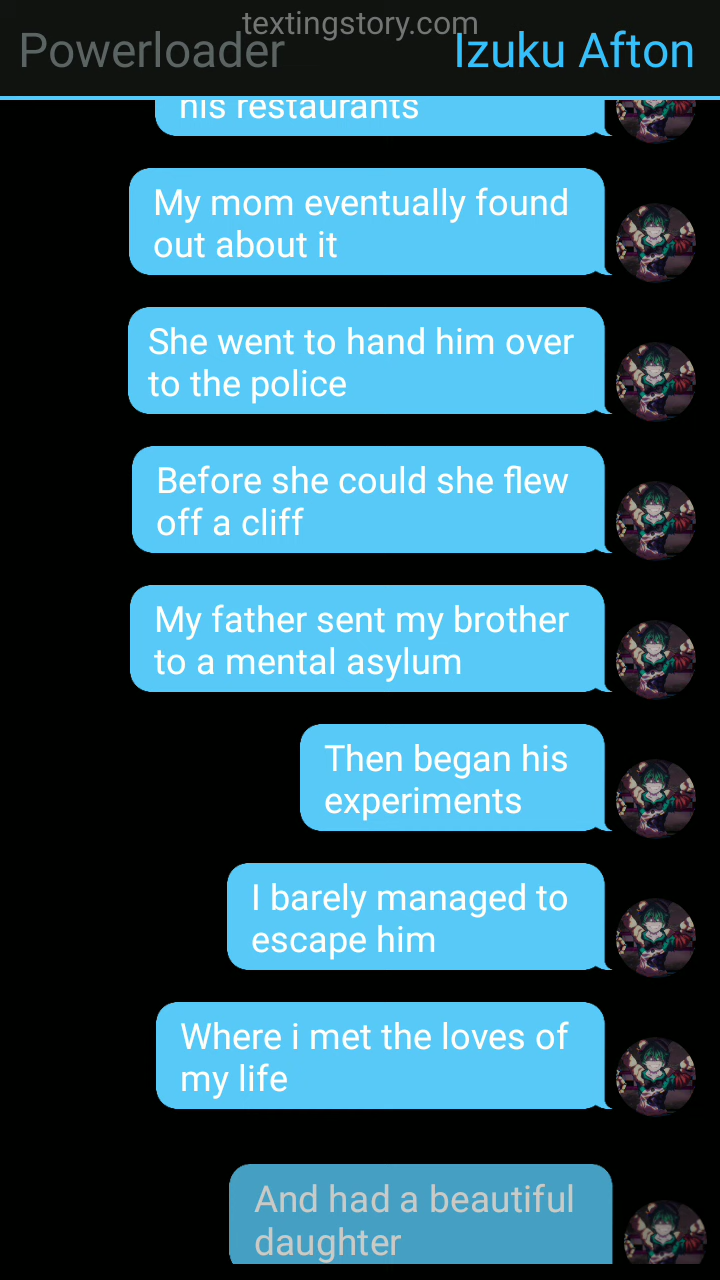 textingstory.com
Powerloader
Izuku Afton
his restaurants
My mom eventually found
out about it
She went to hand him over
to the police
Before she could she flew
off a cliff
My father sent my brother
to a mental asylum
Then began his
experiments
I barely managed to
escape him
Where i met the loves of
my life
And had a beautiful
daughter